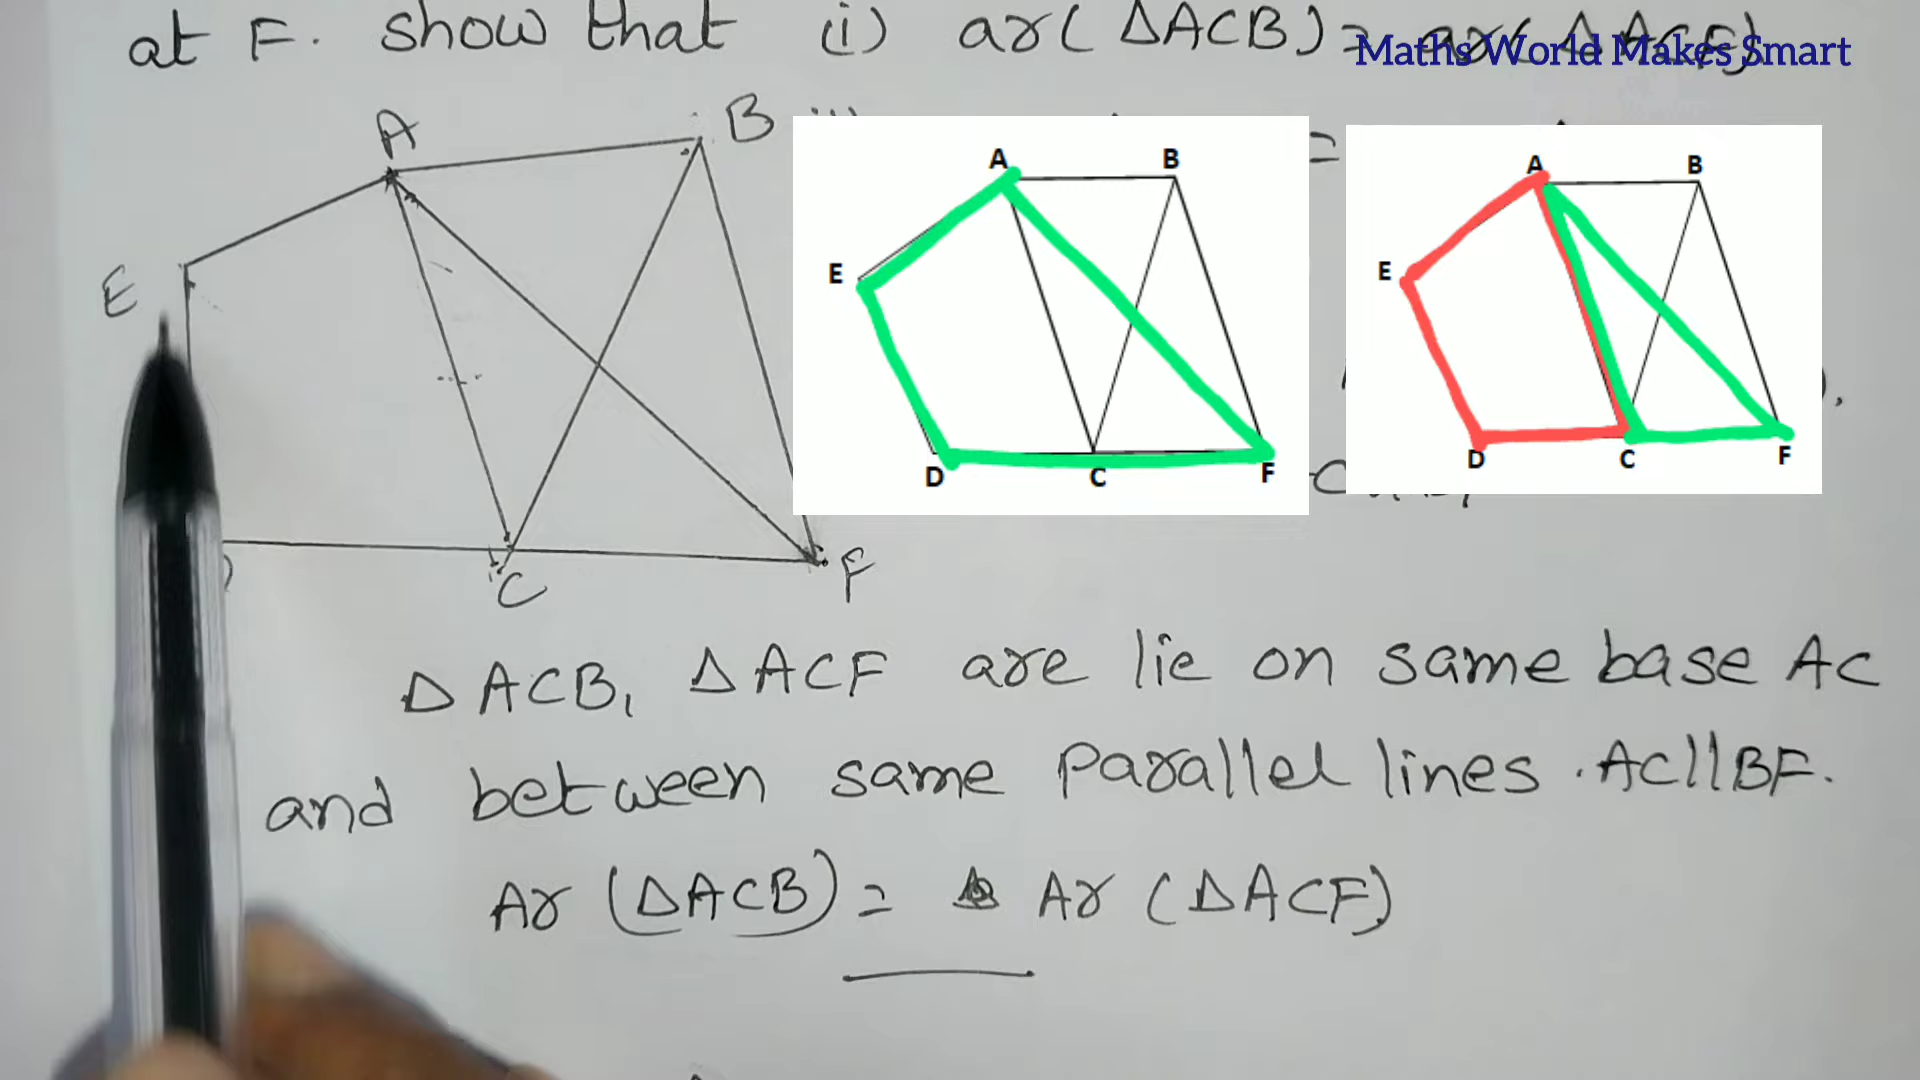 at F. show that (i) ar(ΔACB) = ar(ΔACF)
Maths World Makes Smart
A B
E
C F
A B
E
D C F
A B
E
D C F
ΔACB, ΔACF are lie on same base AC
and between same parallel lines . AC||BF.
Ar (ΔACB) = Ar (ΔACF)